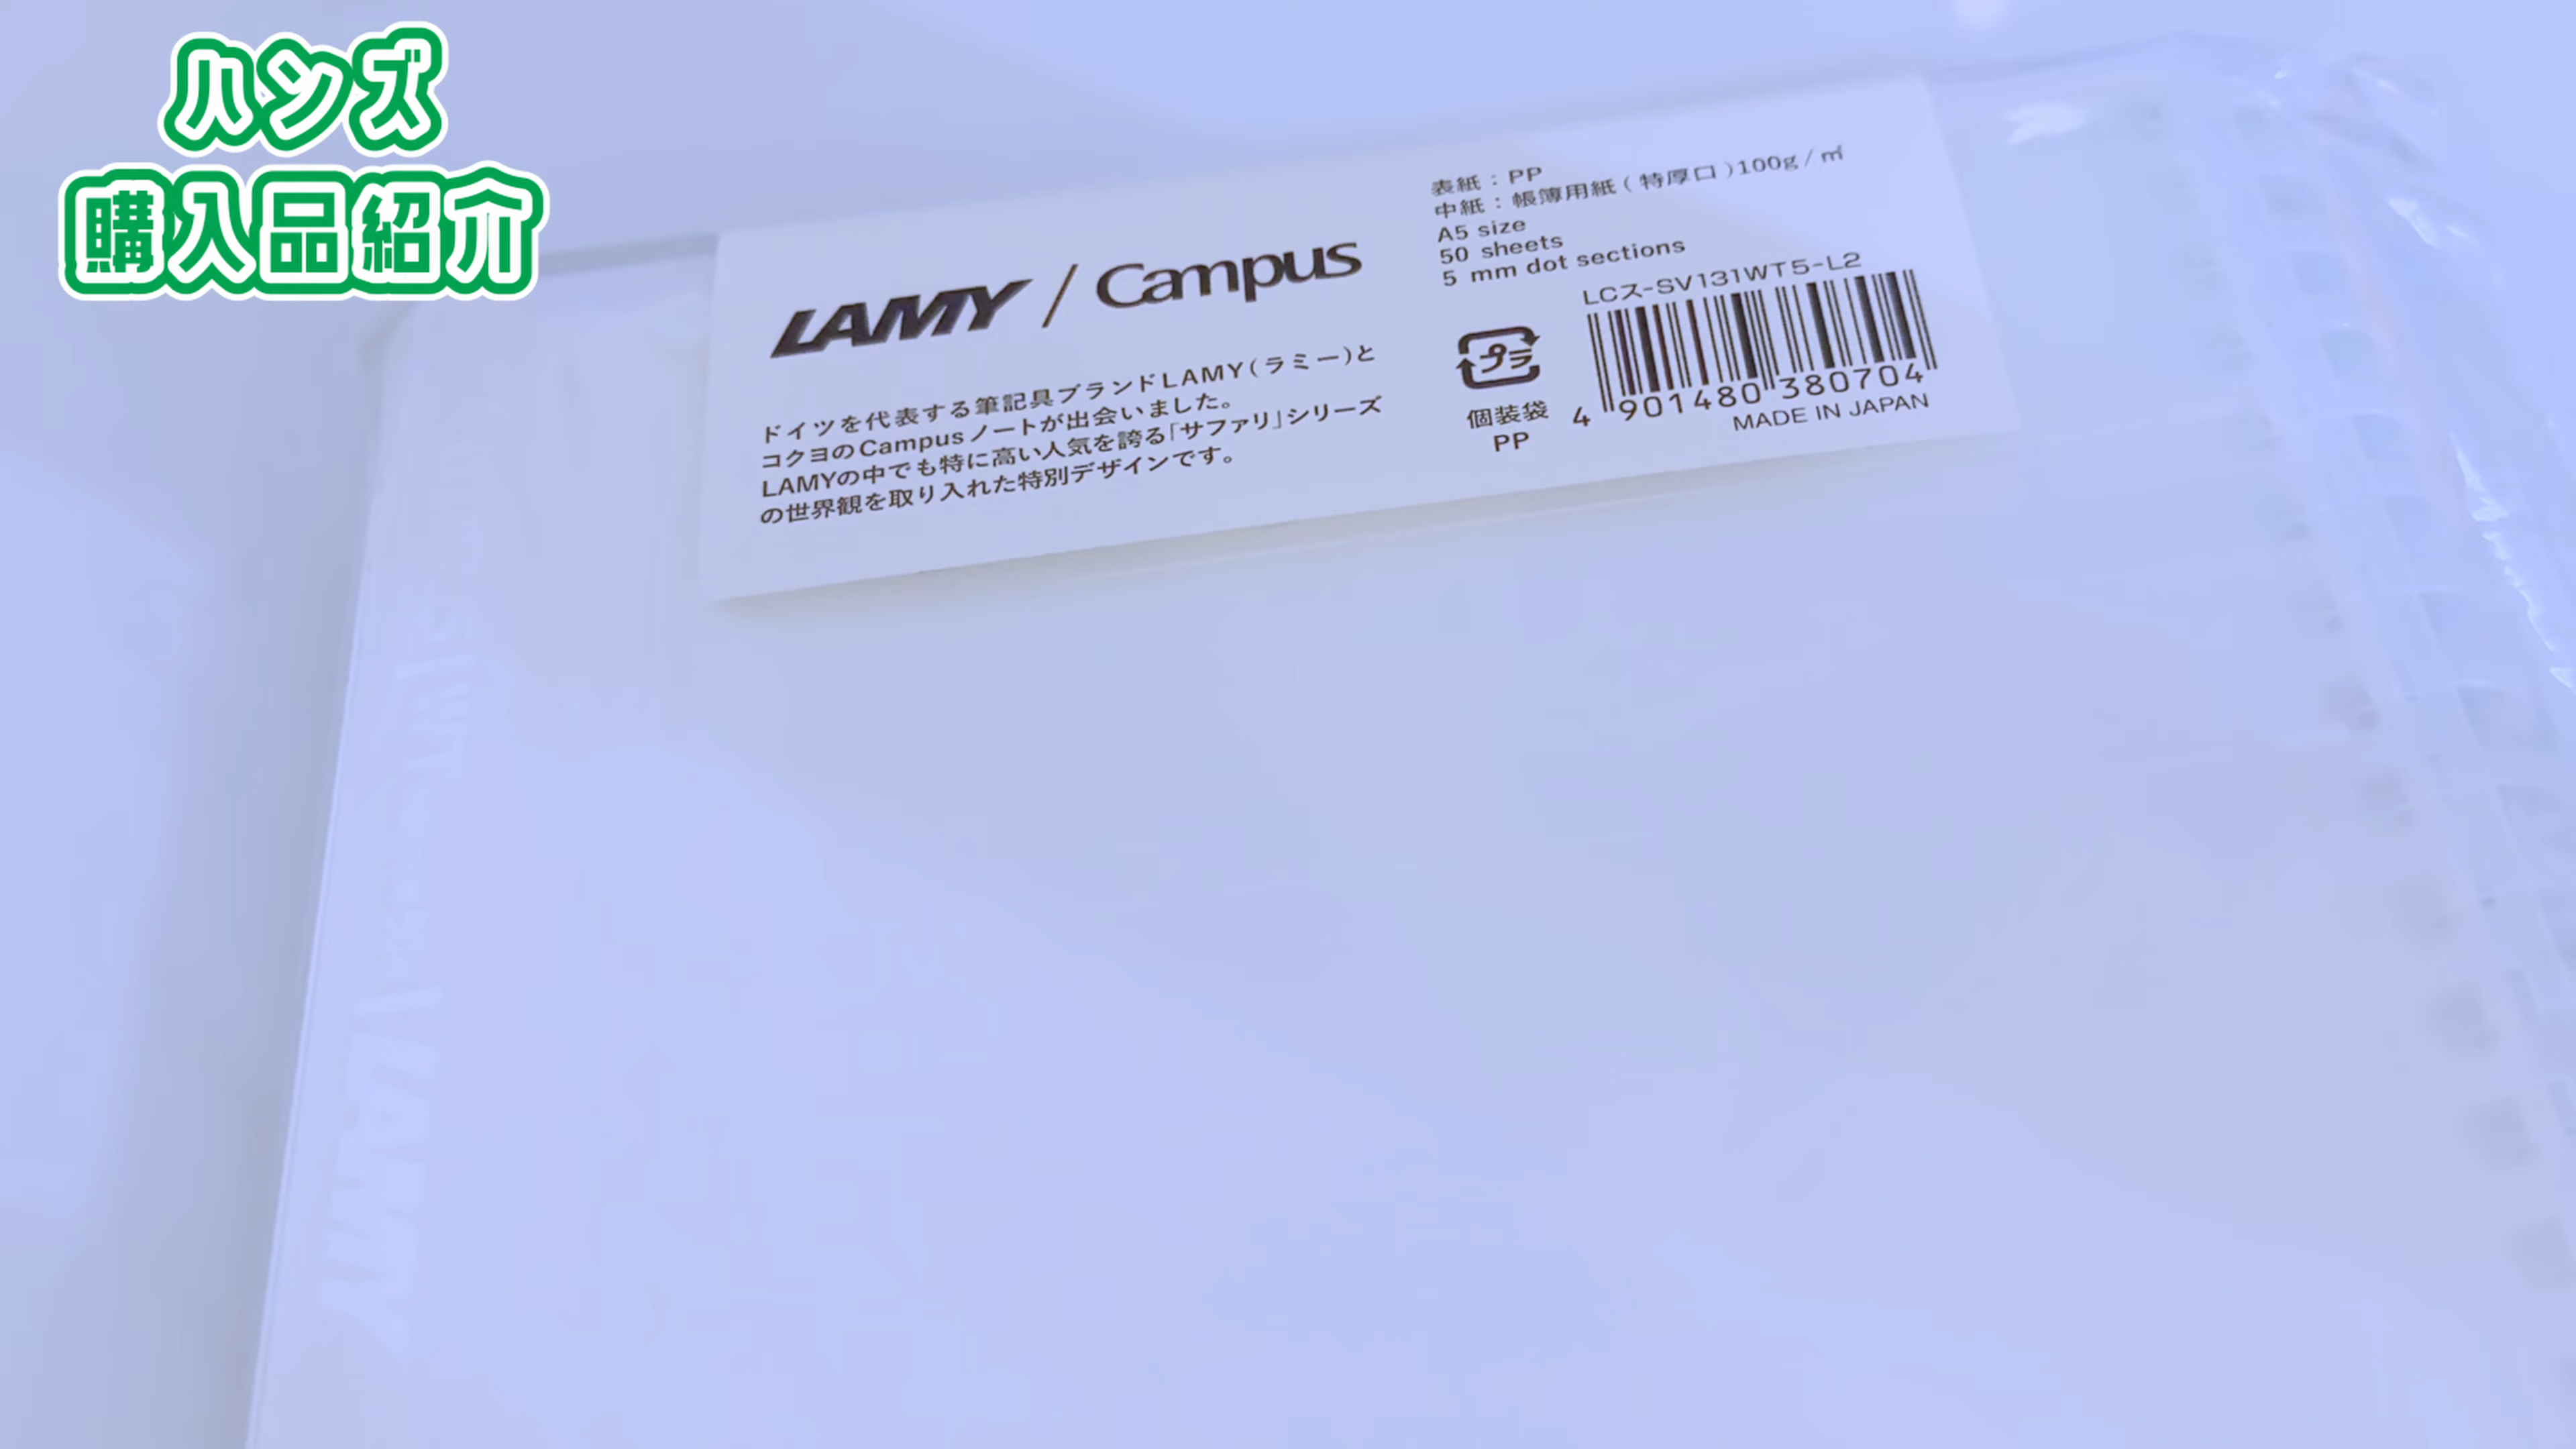 ハンズ
購入品紹介
LAMY / Campus
ドイツを代表する筆記具ブランドLAMY(ラミー)と
コクヨのCampusノートが出会いました。
LAMYの中でも特に高い人気を誇る「サファリ」シリーズ
の世界観を取り入れた特別デザインです。
表紙：PP
中紙：帳簿用紙(特厚口)100g/㎡
A5 size
50 sheets
5 mm dot sections
LCス-SV131WT5-L2
プラ
個装袋
PP
4 901480 380704
MADE IN JAPAN
LAMY